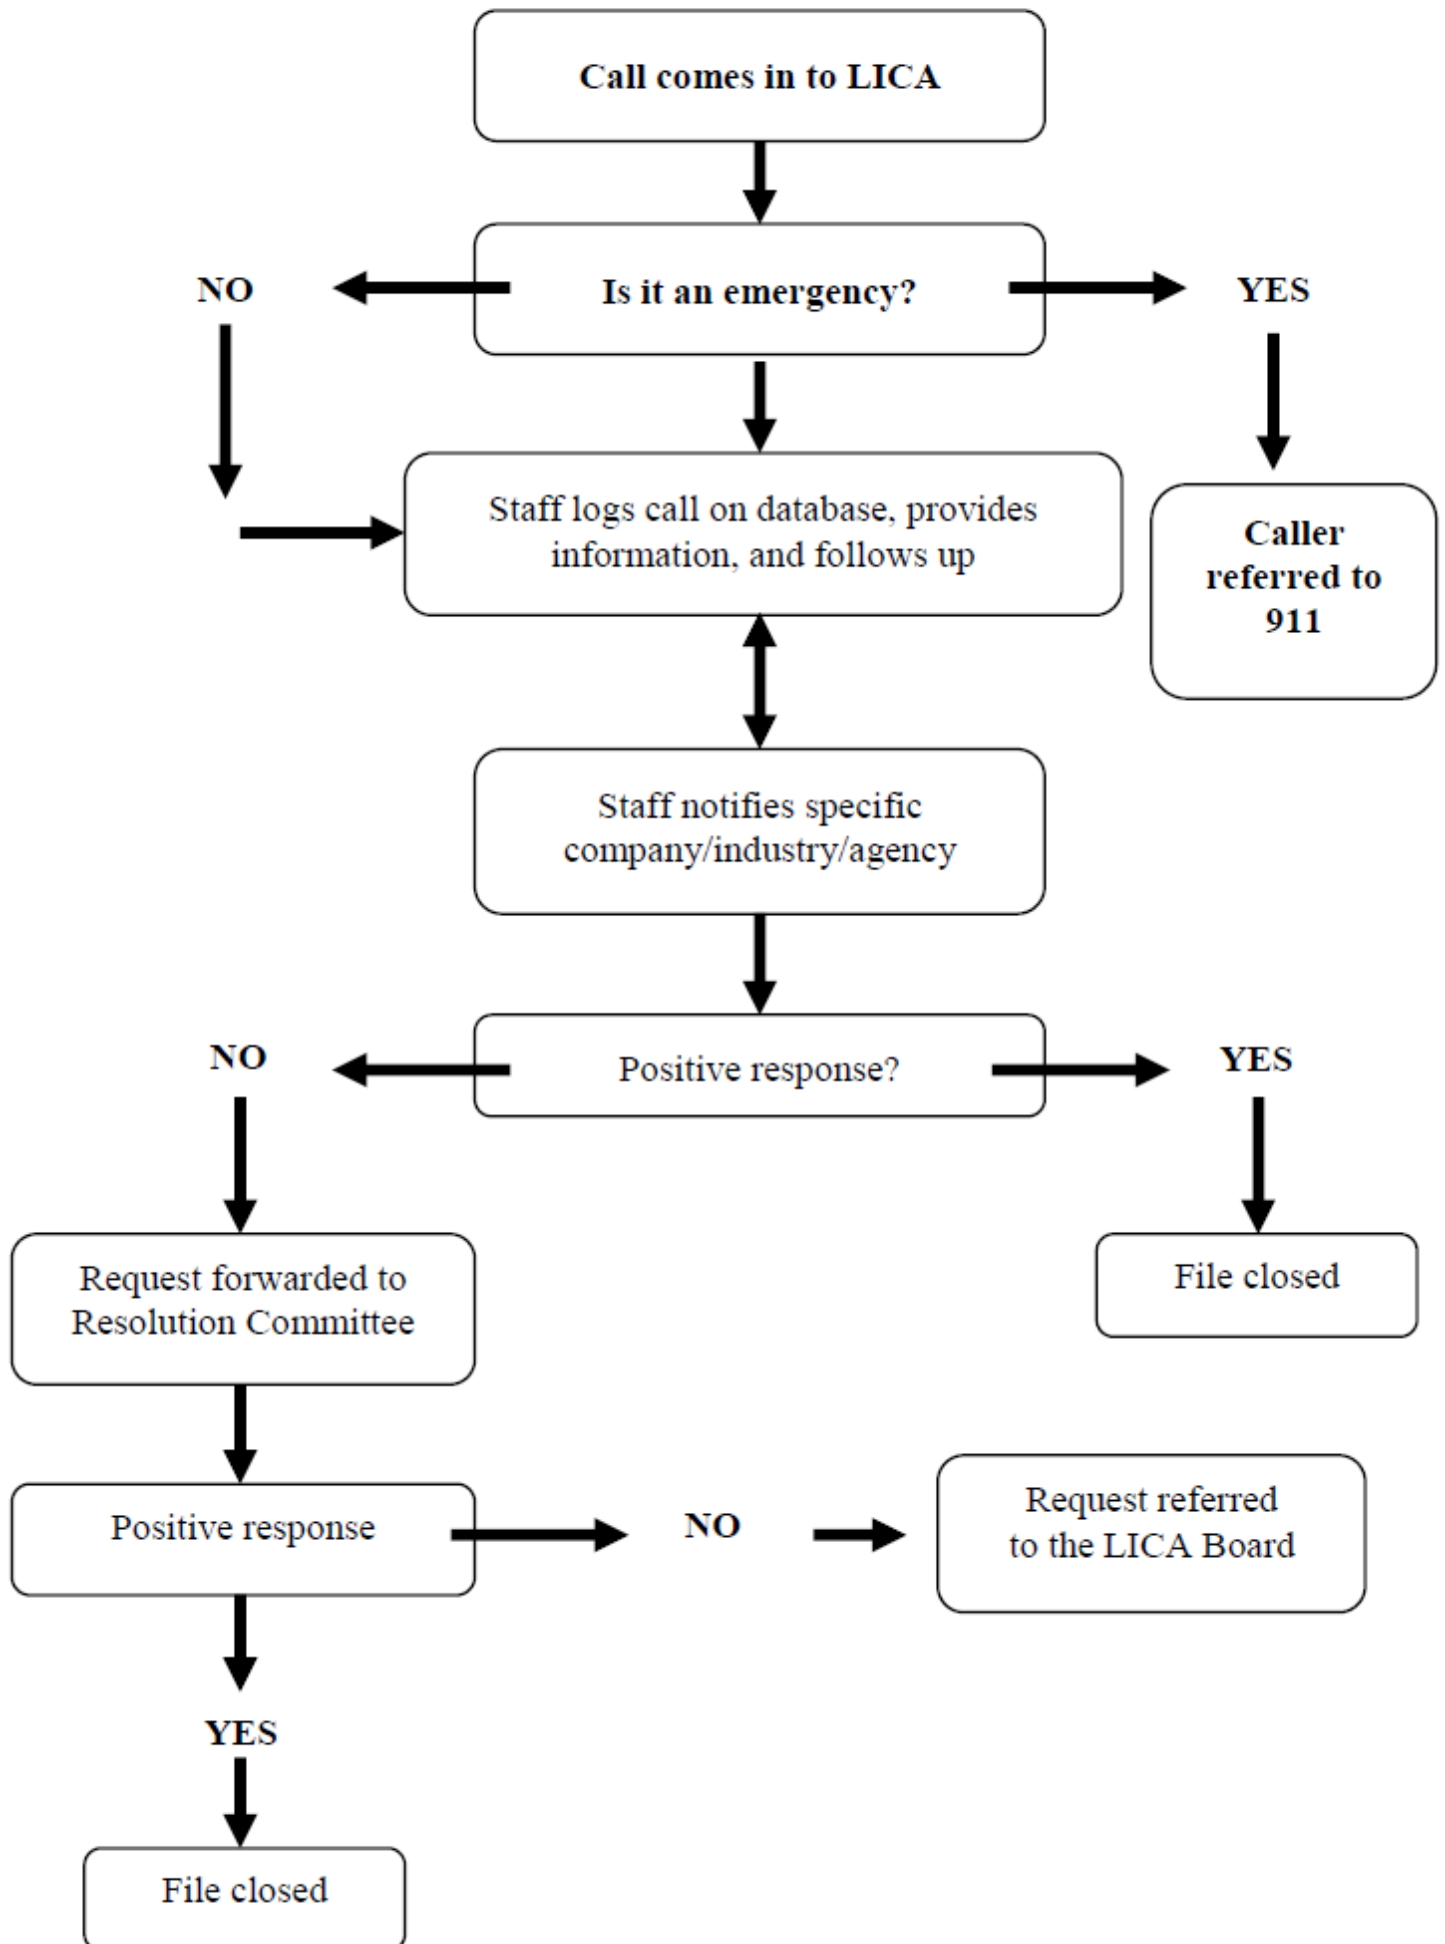 Call comes in to LICA
NO
Is it an emergency?
YES
Staff logs call on database, provides
information, and follows up
Caller
referred to
911
Staff notifies specific
company/industry/agency
NO
Positive response?
YES
Request forwarded to
Resolution Committee
File closed
Positive response
NO
Request referred
to the LICA Board
YES
File closed